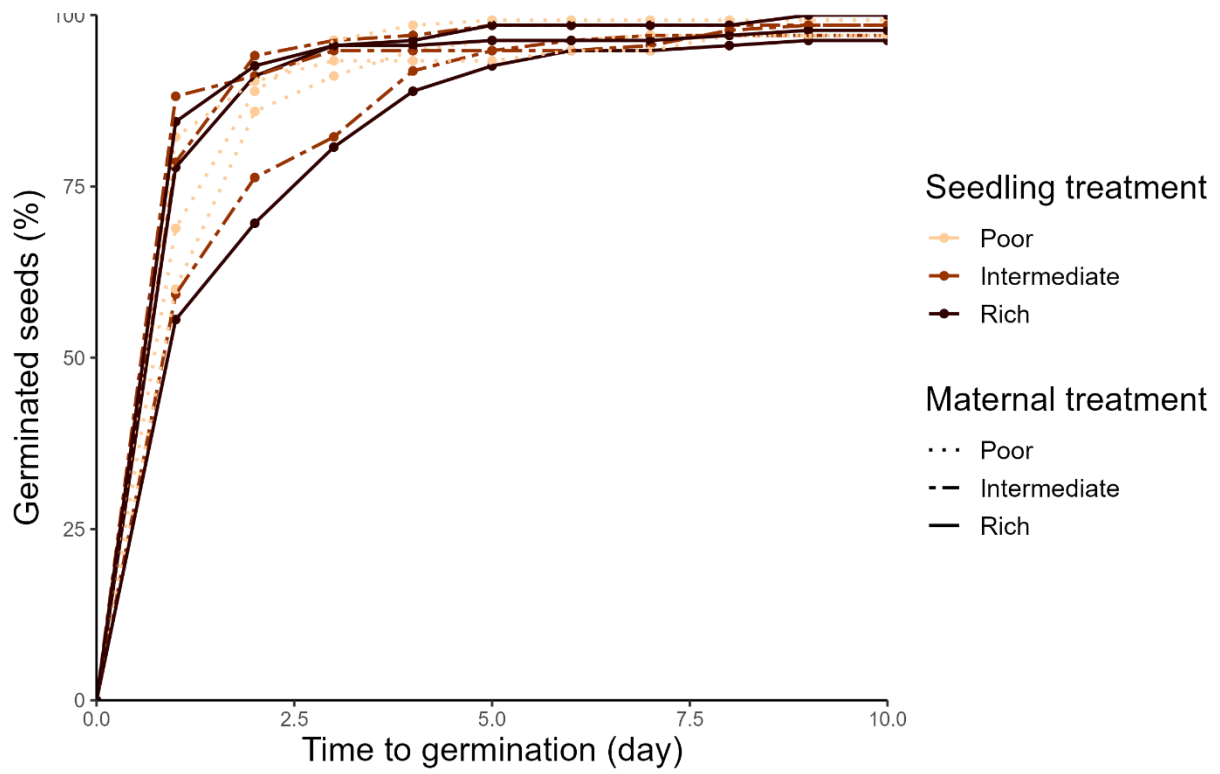 100
75
50
25
0
0.0 2.5 5.0 7.5 10.0
Germinated seeds (%)
Time to germination (day)
Seedling treatment
Poor
Intermediate
Rich
Maternal treatment
Poor
Intermediate
Rich